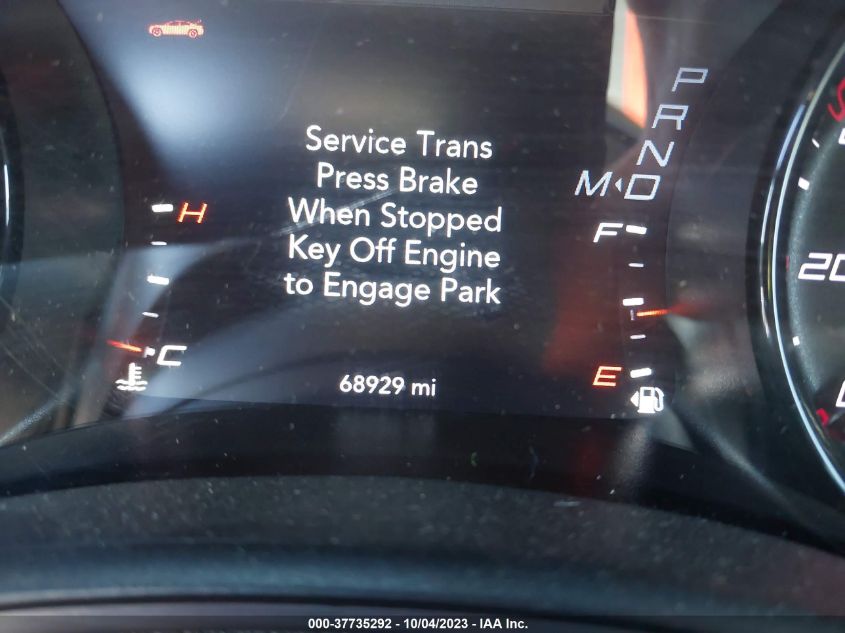 Service Trans
Press Brake
When Stopped
Key Off Engine
to Engage Park
P
R
N
M D
H
F
C
E
20
0
68929 mi
000-37735292 - 10/04/2023 - IAA Inc.